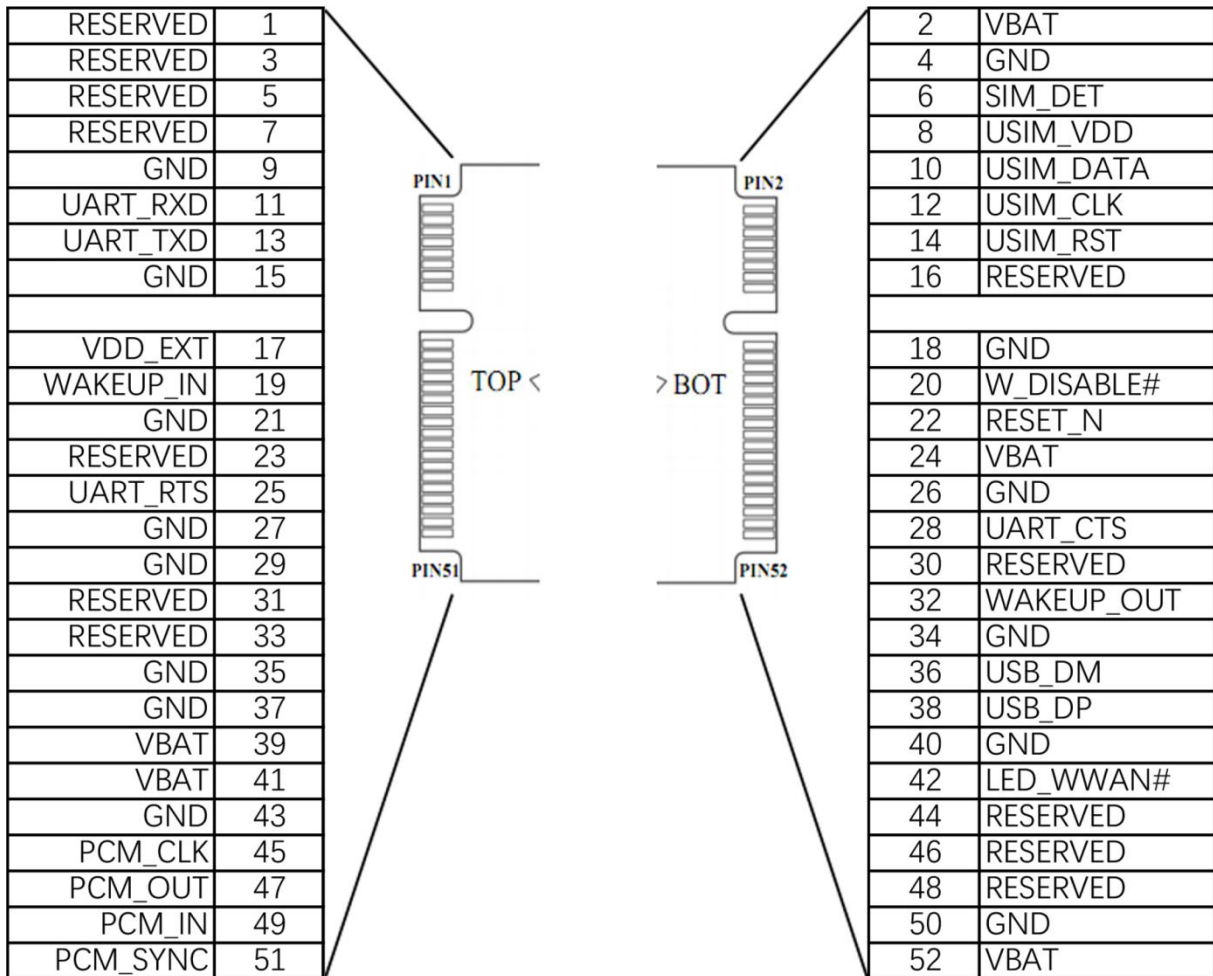 RESERVED 1
RESERVED 3
RESERVED 5
RESERVED 7
GND 9
UART_RXD 11
UART_TXD 13
GND 15
VDD_EXT 17
WAKEUP_IN 19
GND 21
RESERVED 23
UART_RTS 25
GND 27
GND 29
RESERVED 31
RESERVED 33
GND 35
GND 37
VBAT 39
VBAT 41
GND 43
PCM_CLK 45
PCM_OUT 47
PCM_IN 49
PCM_SYNC 51
PIN1
TOP <
PIN51
PIN2
> BOT
PIN52
2 VBAT
4 GND
6 SIM_DET
8 USIM_VDD
10 USIM_DATA
12 USIM_CLK
14 USIM_RST
16 RESERVED
18 GND
20 W_DISABLE#
22 RESET_N
24 VBAT
26 GND
28 UART_CTS
30 RESERVED
32 WAKEUP_OUT
34 GND
36 USB_DM
38 USB_DP
40 GND
42 LED_WWAN#
44 RESERVED
46 RESERVED
48 RESERVED
50 GND
52 VBAT